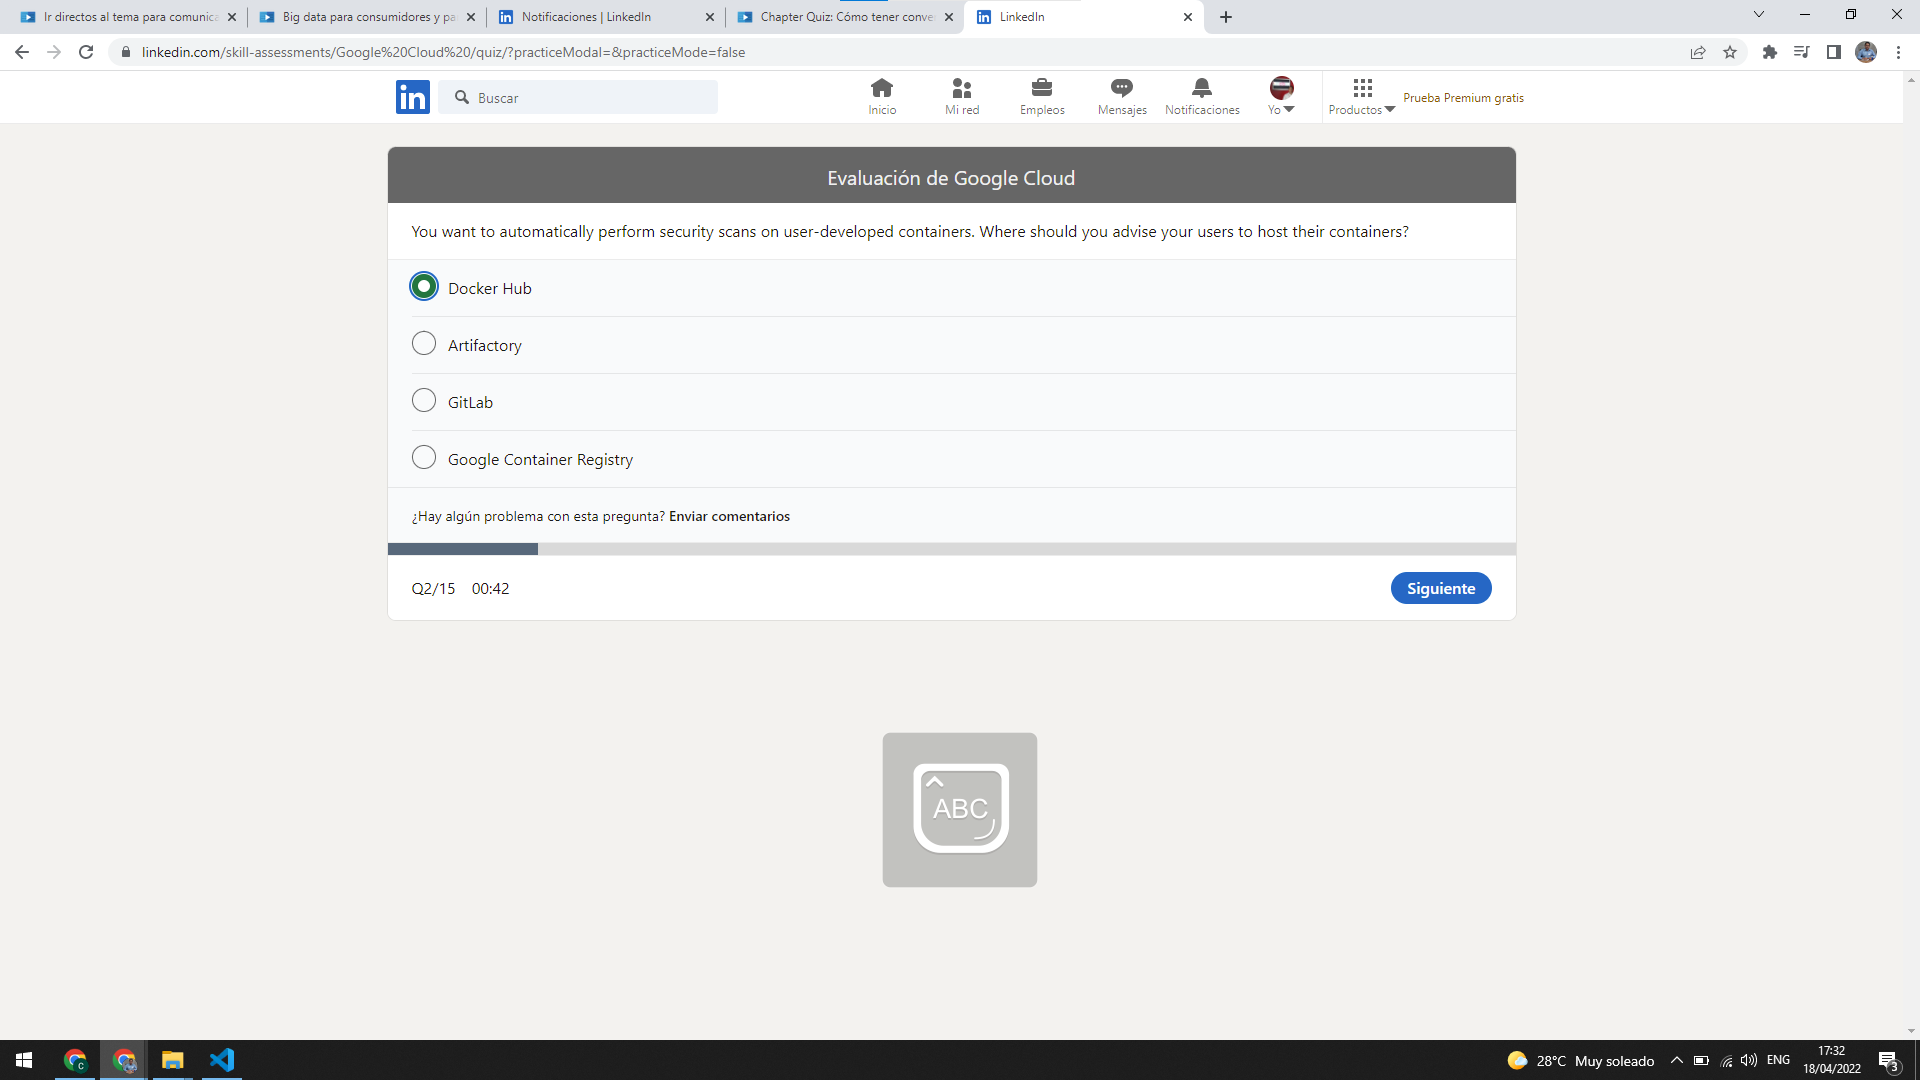 Ir directos al tema para comunica
Big data para consumidores y pa
Notificaciones | LinkedIn
Chapter Quiz: Cómo tener conve
LinkedIn
linkedin.com/skill-assessments/Google%20Cloud%20/quiz/?practiceModal=&practiceMode=false
in
Buscar
Inicio
Mi red
Empleos
Mensajes
Notificaciones
Yo
Productos
Prueba Premium gratis
Evaluación de Google Cloud
You want to automatically perform security scans on user-developed containers. Where should you advise your users to host their containers?
Docker Hub
Artifactory
GitLab
Google Container Registry
¿Hay algún problema con esta pregunta? Enviar comentarios
Q2/15 00:42
Siguiente
ABC
28°C Muy soleado
ENG
17:32
18/04/2022
3